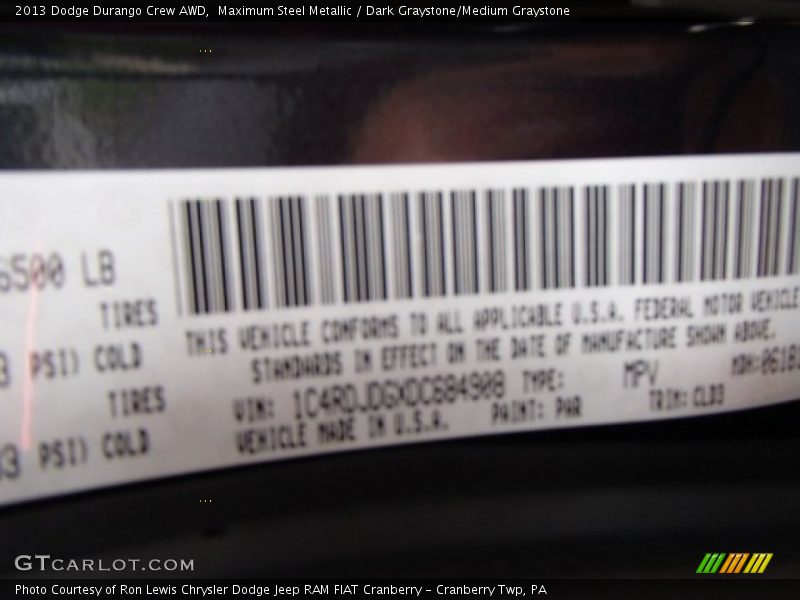 2013 Dodge Durango Crew AWD,  Maximum Steel Metallic / Dark Graystone/Medium Graystone
6500 LB
TIRES
PSI) COLD
TIRES
PSI) COLD
THIS VEHICLE CONFORMS TO ALL APPLICABLE U.S.A. FEDERAL MOTOR VEHICLE
STANDARDS IN EFFECT ON THE DATE OF MANUFACTURE SHOWN ABOVE.
VIN: 1C4RDJDGXDC684908 TYPE: MPV
VEHICLE MADE IN U.S.A. PAINT: PAR TRIM: CLD3
GTCARLOT.COM
Photo Courtesy of Ron Lewis Chrysler Dodge Jeep RAM FIAT Cranberry – Cranberry Twp, PA